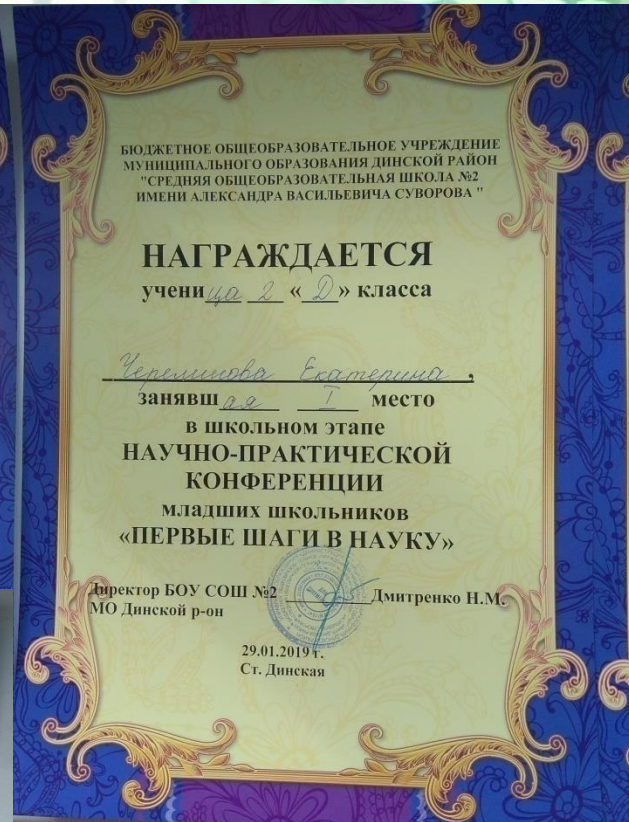 БЮДЖЕТНОЕ ОБЩЕОБРАЗОВАТЕЛЬНОЕ УЧРЕЖДЕНИЕ
МУНИЦИПАЛЬНОГО ОБРАЗОВАНИЯ ДИНСКОЙ РАЙОН
"СРЕДНЯЯ ОБЩЕОБРАЗОВАТЕЛЬНАЯ ШКОЛА №2
ИМЕНИ АЛЕКСАНДРА ВАСИЛЬЕВИЧА СУВОРОВА "
НАГРАЖДАЕТСЯ
ученица 2 «Д» класса
Екатерина,
занявшая I место
в школьном этапе
НАУЧНО-ПРАКТИЧЕСКОЙ
КОНФЕРЕНЦИИ
младших школьников
«ПЕРВЫЕ ШАГИ В НАУКУ»
Директор БОУ СОШ №2 Дмитренко Н.М.
МО Динской р-он
29.01.2019 г.
Ст. Динская